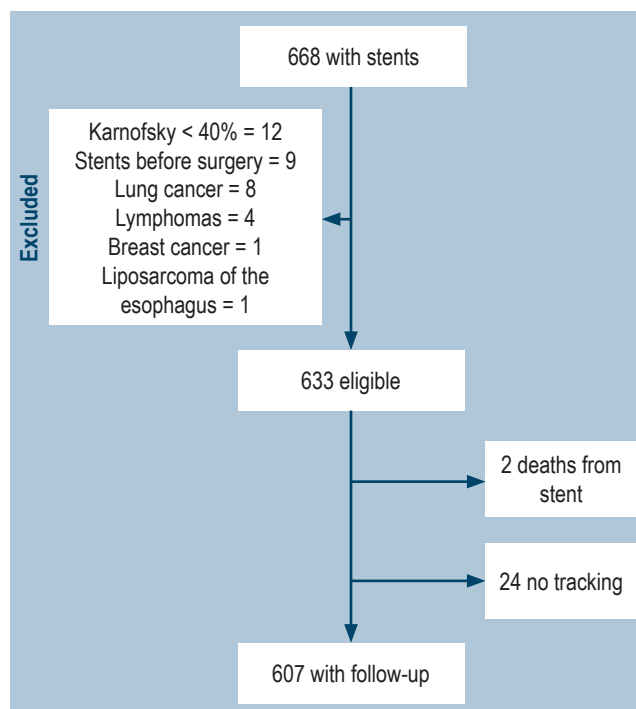 668 with stents
Excluded
Karnofsky < 40% = 12
Stents before surgery = 9
Lung cancer = 8
Lymphomas = 4
Breast cancer = 1
Liposarcoma of the
esophagus = 1
633 eligible
2 deaths from
stent
24 no tracking
607 with follow-up